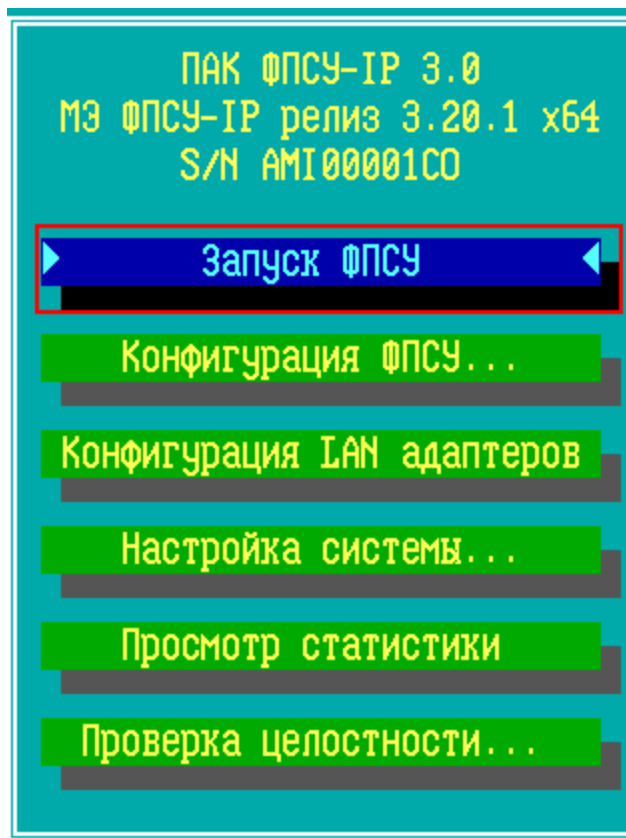 ПАК ФПСУ-IP 3.0
МЭ ФПСУ-IP релиз 3.20.1 x64
S/N AMI00001CO
Запуск ФПСУ
Конфигурация ФПСУ...
Конфигурация LAN адаптеров
Настройка системы...
Просмотр статистики
Проверка целостности...